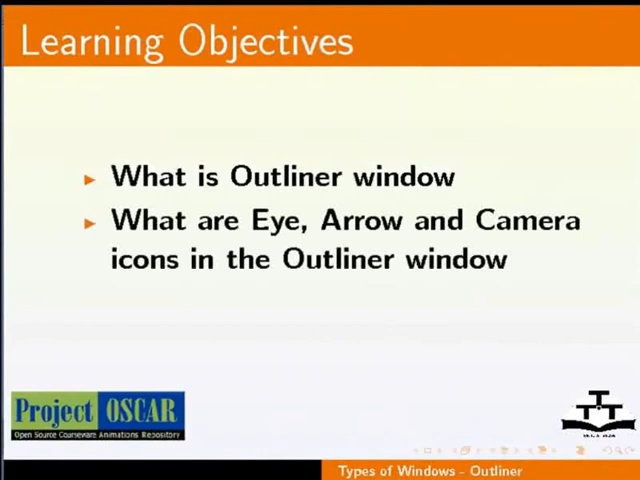 Learning Objectives
What is Outliner window
What are Eye, Arrow and Camera
icons in the Outliner window
Project OSCAR
Open Source Courseware Animations Repository
Types of Windows - Outliner